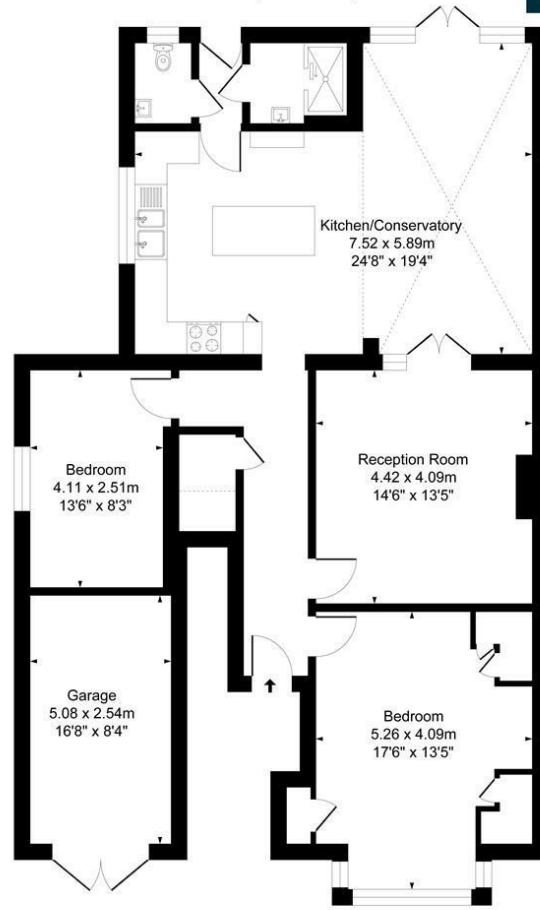 Kitchen/Conservatory
7.52 x 5.89m
24'8" x 19'4"
Bedroom
4.11 x 2.51m
13'6" x 8'3"
Reception Room
4.42 x 4.09m
14'6" x 13'5"
Garage
5.08 x 2.54m
16'8" x 8'4"
Bedroom
5.26 x 4.09m
17'6" x 13'5"